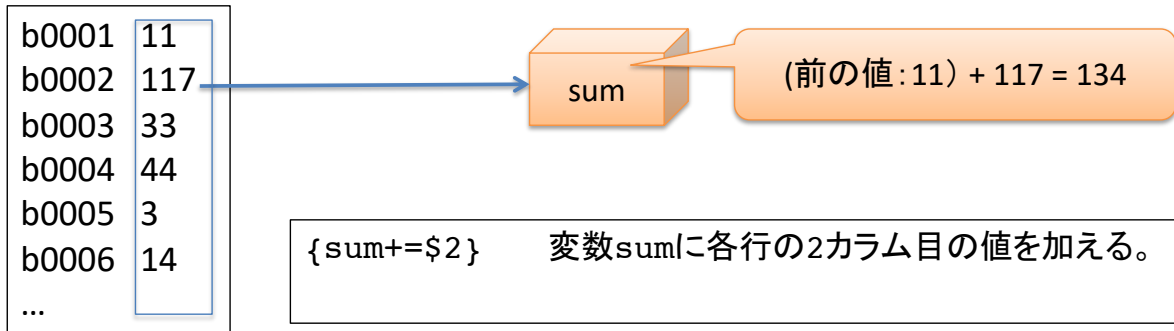 b0001 11
b0002 117
b0003 33
b0004 44
b0005 3
b0006 14
…
sum
(前の値:11) + 117 = 134
{sum+=$2} 変数sumに各行の2カラム目の値を加える。